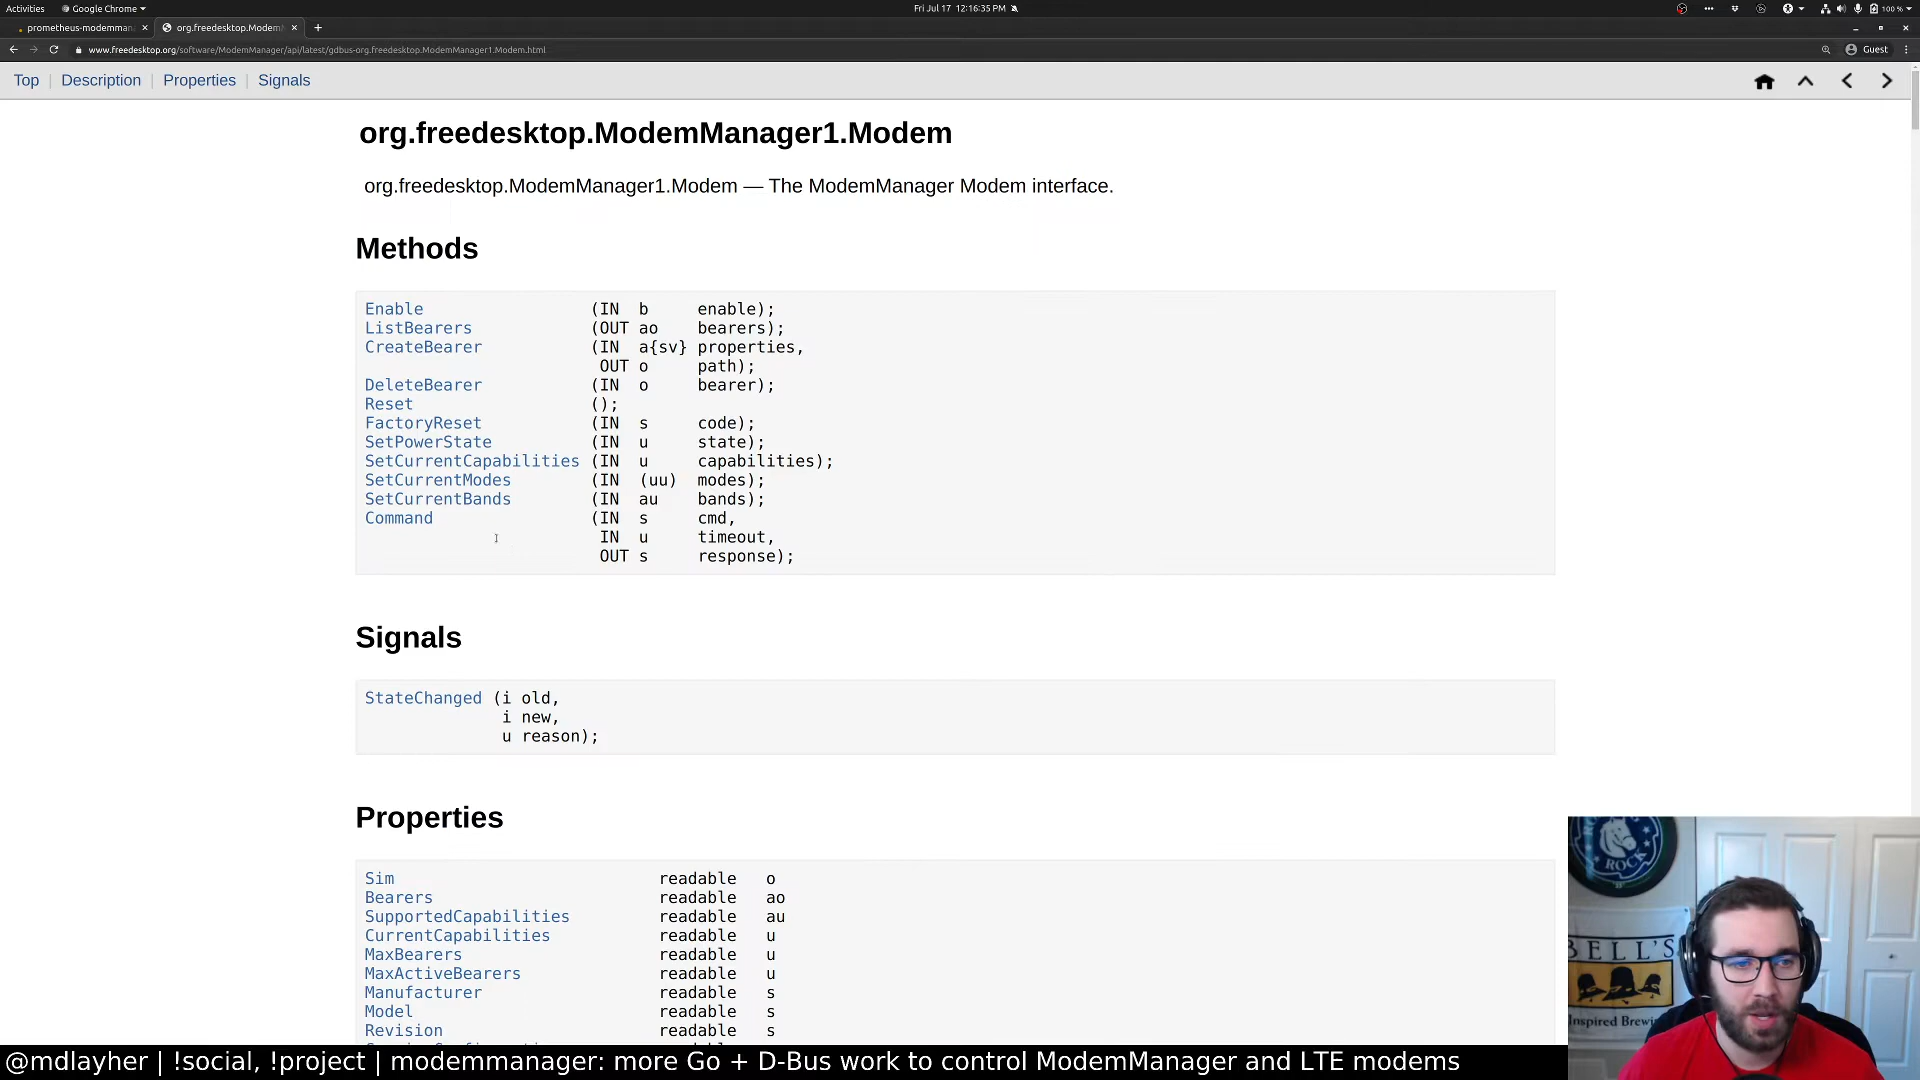 Activities
Google Chrome
Fri Jul 17 12:16:35 PM
100 %
prometheus-modemman
org.freedesktop.ModemM
www.freedesktop.org/software/ModemManager/api/latest/gdbus-org.freedesktop.ModemManager1.Modem.html
Guest
Top | Description | Properties | Signals
org.freedesktop.ModemManager1.Modem
org.freedesktop.ModemManager1.Modem — The ModemManager Modem interface.
Methods
Enable (IN b enable);
ListBearers (OUT ao bearers);
CreateBearer (IN a{sv} properties,
OUT o path);
DeleteBearer (IN o bearer);
Reset ();
FactoryReset (IN s code);
SetPowerState (IN u state);
SetCurrentCapabilities (IN u capabilities);
SetCurrentModes (IN (uu) modes);
SetCurrentBands (IN au bands);
Command (IN s cmd,
IN u timeout,
OUT s response);
Signals
StateChanged (i old,
i new,
u reason);
Properties
Sim readable o
Bearers readable ao
SupportedCapabilities readable au
CurrentCapabilities readable u
MaxBearers readable u
MaxActiveBearers readable u
Manufacturer readable s
Model readable s
Revision readable s
ROCK
BELL'S
Inspired Brewin
@mdlayher | !social, !project | modemmanager: more Go + D-Bus work to control ModemManager and LTE modems